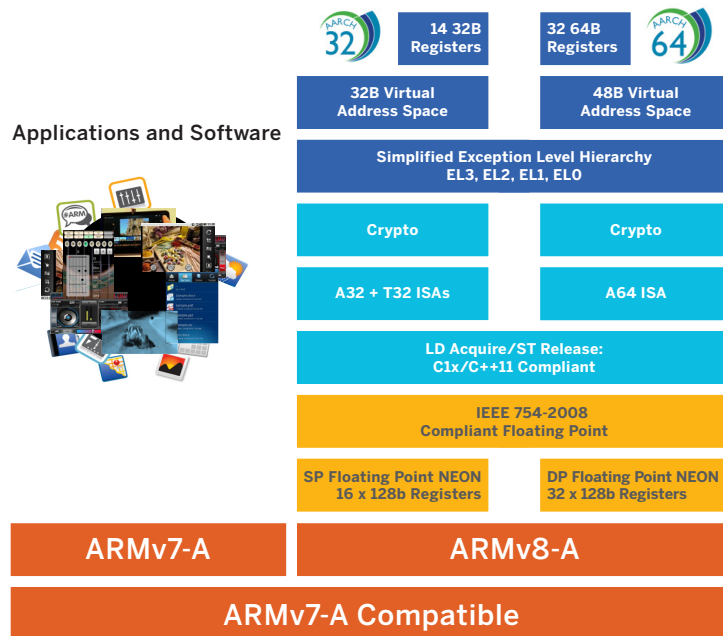 AARCH
32
14 32B
Registers
32 64B
Registers
AARCH
64
32B Virtual
Address Space
48B Virtual
Address Space
Applications and Software
Simplified Exception Level Hierarchy
EL3, EL2, EL1, EL0
#ARM
Crypto
Crypto
A32 + T32 ISAs
A64 ISA
LD Acquire/ST Release:
C1x/C++11 Compliant
IEEE 754-2008
Compliant Floating Point
SP Floating Point NEON
16 x 128b Registers
DP Floating Point NEON
32 x 128b Registers
ARMv7-A
ARMv8-A
ARMv7-A Compatible